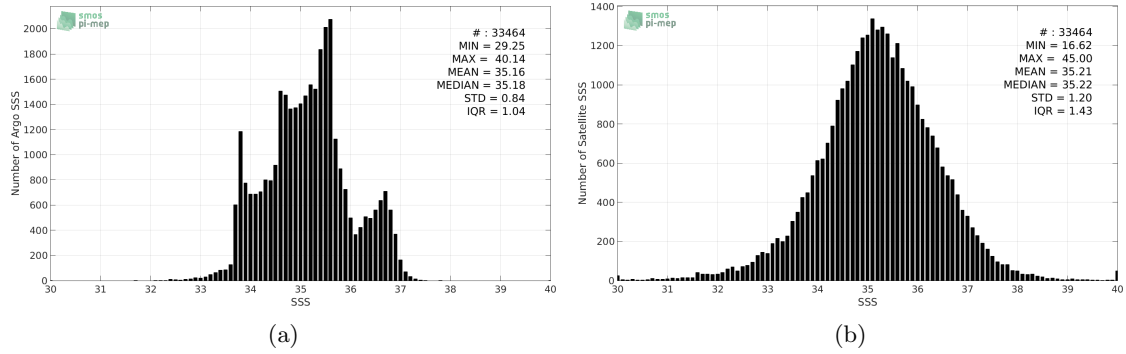 smos
pi-mep
# : 33464
MIN = 29.25
MAX = 40.14
MEAN = 35.16
MEDIAN = 35.18
STD = 0.84
IQR = 1.04
Number of Argo SSS
2000
1800
1600
1400
1200
1000
800
600
400
200
0
30 31 32 33 34 35 36 37 38 39 40
SSS
(a)
smos
pi-mep
# : 33464
MIN = 16.62
MAX = 45.00
MEAN = 35.21
MEDIAN = 35.22
STD = 1.20
IQR = 1.43
Number of Satellite SSS
1400
1200
1000
800
600
400
200
0
30 31 32 33 34 35 36 37 38 39 40
SSS
(b)